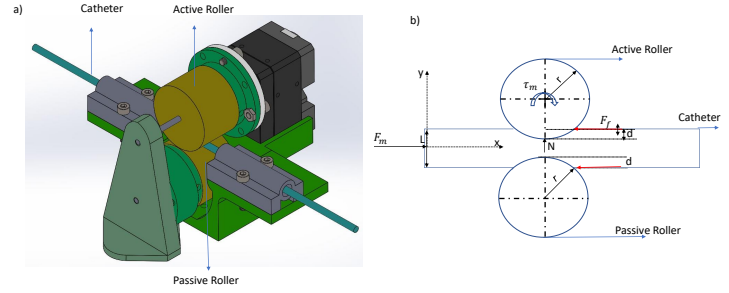 a)
Catheter
Active Roller
Passive Roller
b)
Active Roller
y
r
τm
Ff
d
Catheter
Fm
L
x
N
d
r
Passive Roller